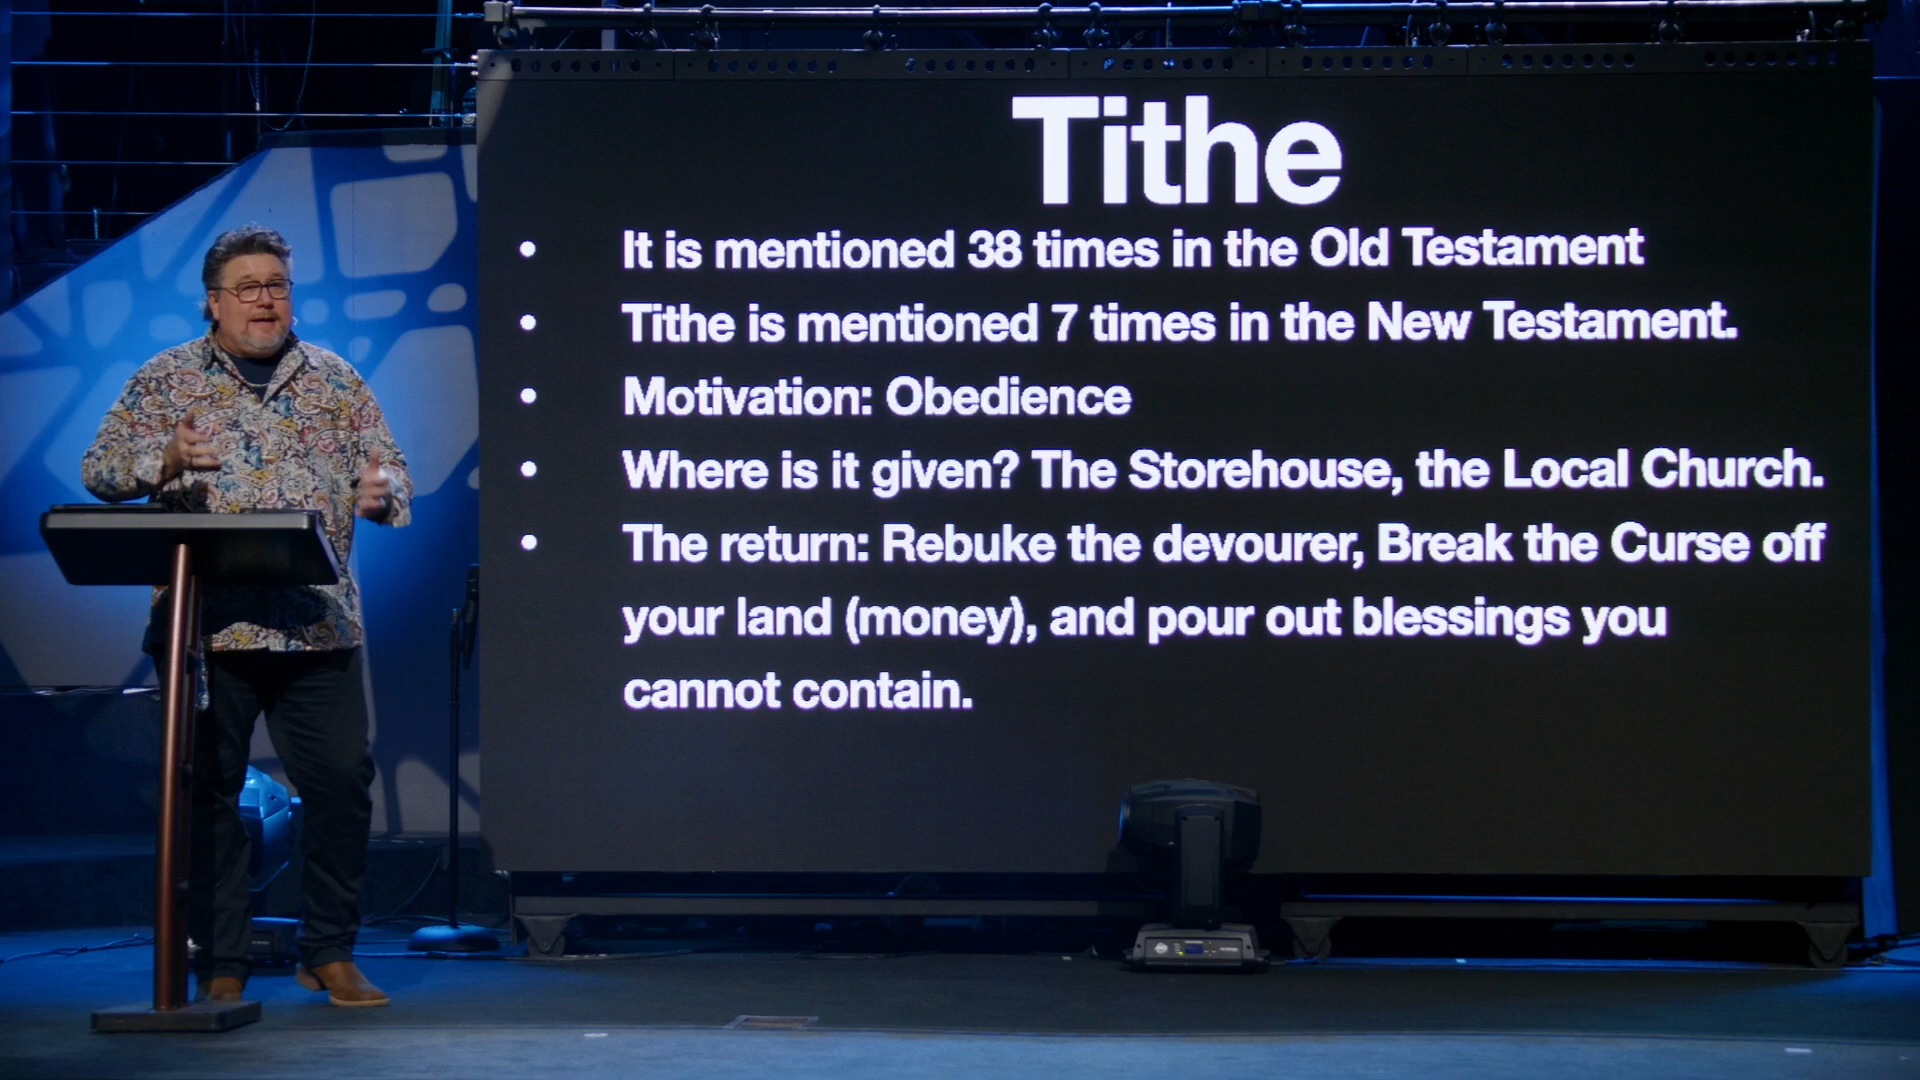 Tithe
• It is mentioned 38 times in the Old Testament
• Tithe is mentioned 7 times in the New Testament.
• Motivation: Obedience
• Where is it given? The Storehouse, the Local Church.
• The return: Rebuke the devourer, Break the Curse off
your land (money), and pour out blessings you
cannot contain.